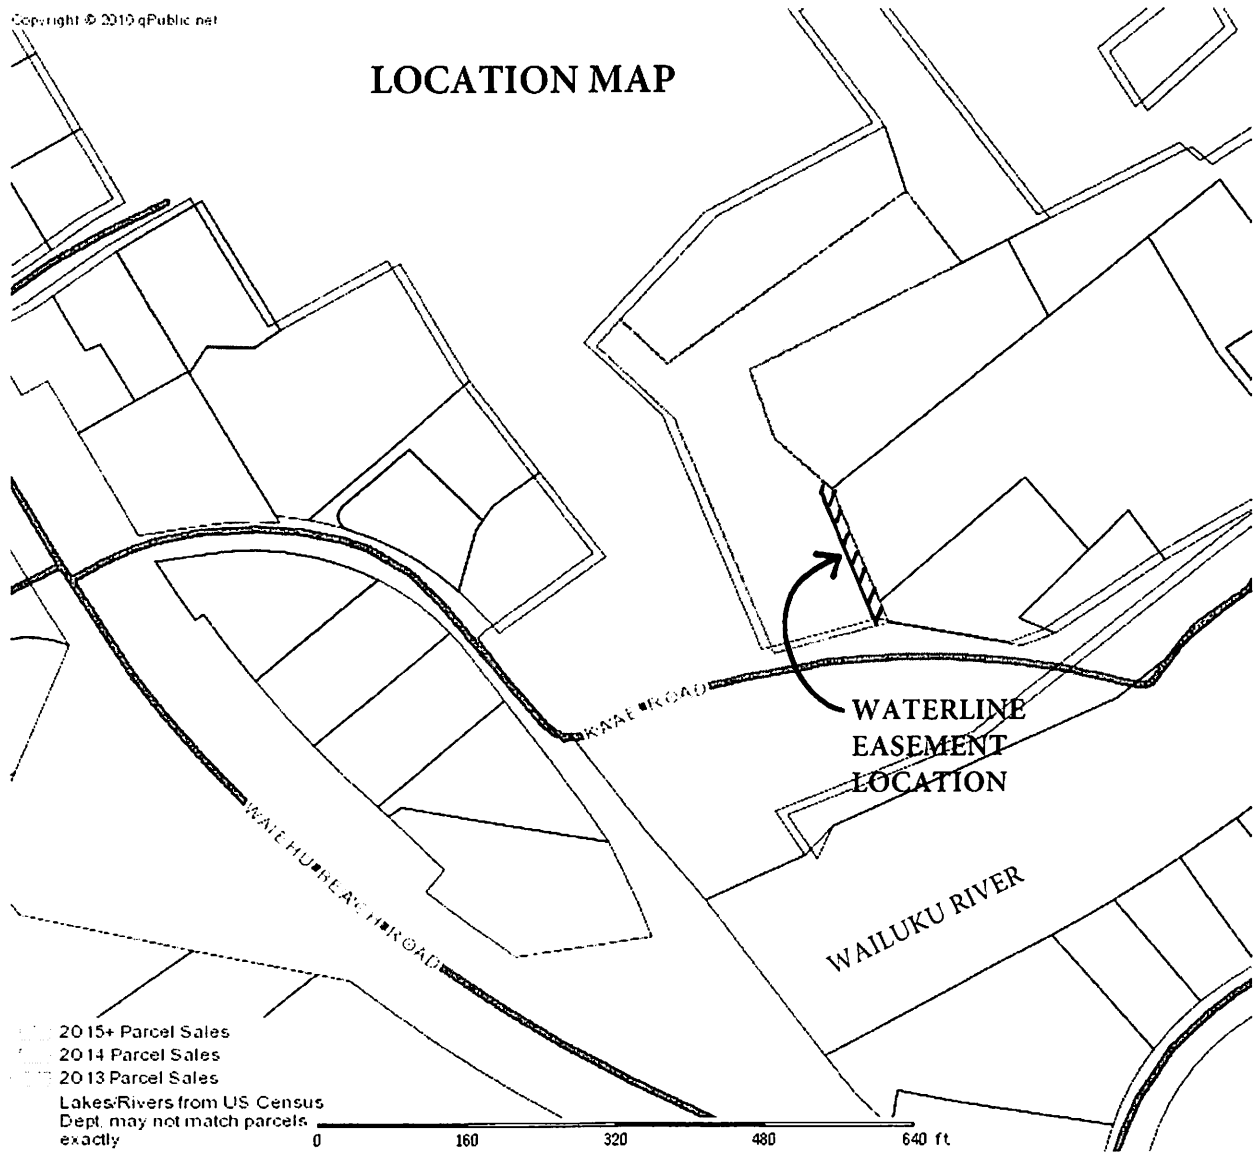 Copyright © 2010 qPublic.net
LOCATION MAP
KAAE ROAD
WATERLINE
EASEMENT
LOCATION
WAIEHU BEACH ROAD
WAILUKU RIVER
2015+ Parcel Sales
2014 Parcel Sales
2013 Parcel Sales
Lakes/Rivers from US Census
Dept. may not match parcels
exactly
0 160 320 480 640 ft